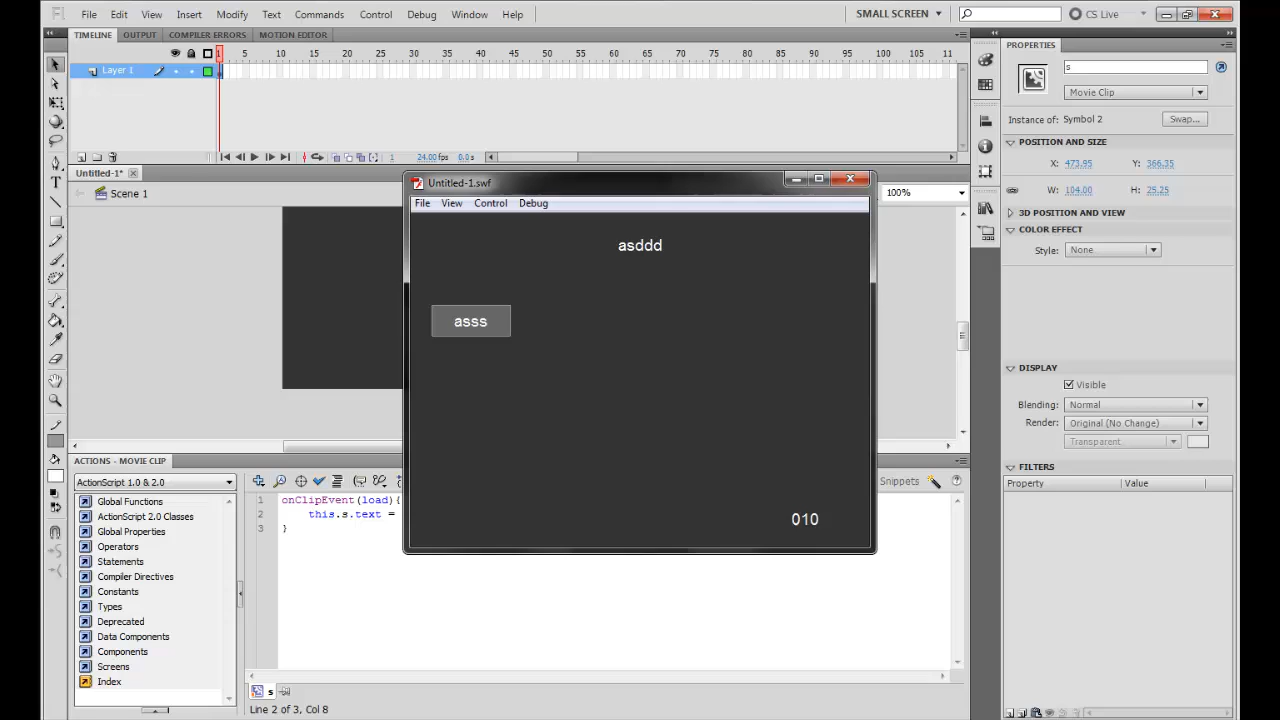 Fl File Edit View Insert Modify Text Commands Control Debug Window Help SMALL SCREEN CS Live
TIMELINE OUTPUT COMPILER ERRORS MOTION EDITOR
1 5 10 15 20 25 30 35 40 45 50 55 60 65 70 75 80 85 90 95 100 105 11
Layer 1
1 24.00 fps 0.0 s
Untitled-1*
Scene 1
100%
Untitled-1.swf
File View Control Debug
asddd
asss
010
PROPERTIES
s
Movie Clip
Instance of: Symbol 2 Swap...
POSITION AND SIZE
X: 473.95 Y: 366.35
W: 104.00 H: 25.25
3D POSITION AND VIEW
COLOR EFFECT
Style: None
DISPLAY
Visible
Blending: Normal
Render: Original (No Change)
Transparent
FILTERS
Property Value
ACTIONS - MOVIE CLIP
ActionScript 1.0 & 2.0
Global Functions
ActionScript 2.0 Classes
Global Properties
Operators
Statements
Compiler Directives
Constants
Types
Deprecated
Data Components
Components
Screens
Index
Snippets
1 onClipEvent(load){
2 this.s.text =
3 }
s
Line 2 of 3, Col 8